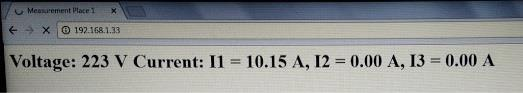 Measurement Place 1
192.168.1.33
Voltage: 223 V Current: I1 = 10.15 A, I2 = 0.00 A, I3 = 0.00 A